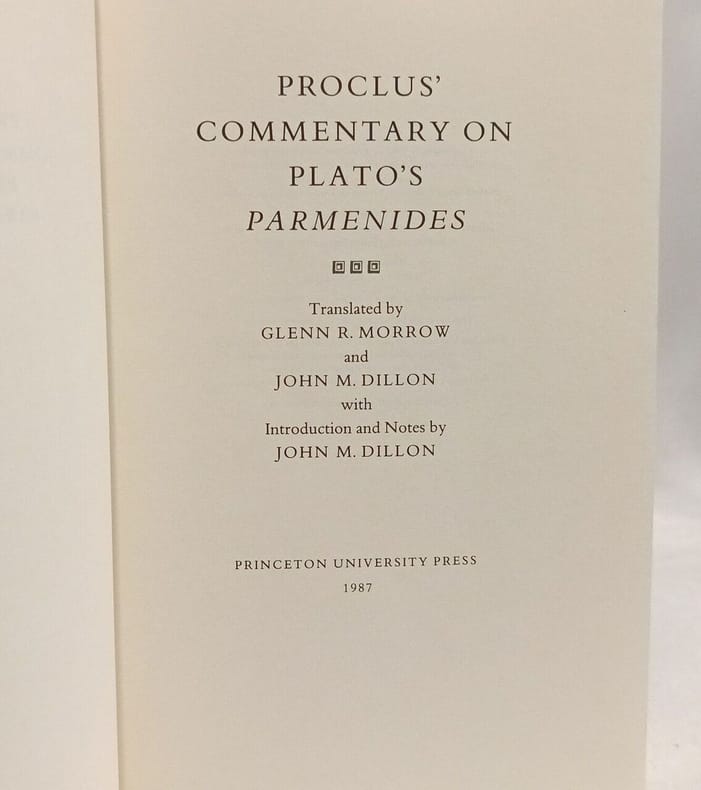 PROCLUS’
COMMENTARY ON
PLATO’S
PARMENIDES
Translated by
GLENN R. MORROW
and
JOHN M. DILLON
with
Introduction and Notes by
JOHN M. DILLON
PRINCETON UNIVERSITY PRESS
1987